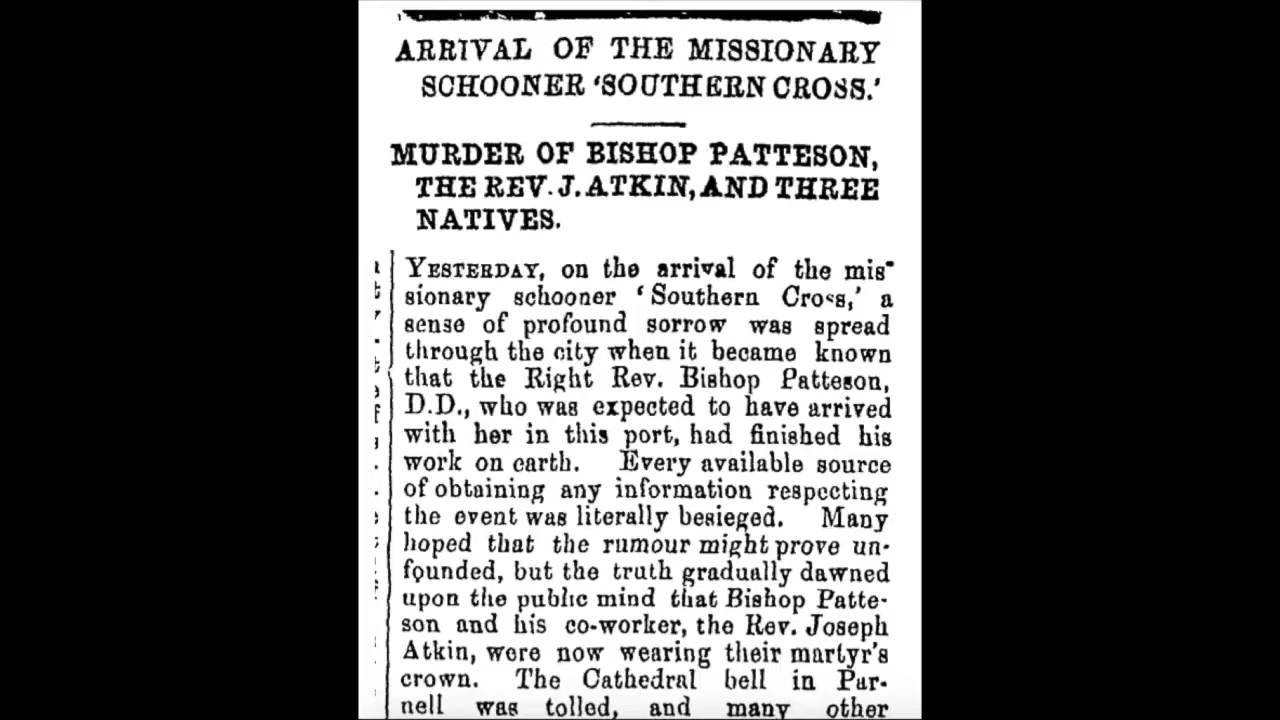 ARRIVAL OF THE MISSIONARY
SCHOONER 'SOUTHERN CROSS.'
MURDER OF BISHOP PATTESON,
THE REV. J. ATKIN, AND THREE
NATIVES.
YESTERDAY, on the arrival of the mis-
sionary schooner 'Southern Cross,' a
sense of profound sorrow was spread
through the city when it became known
that the Right Rev. Bishop Patteson,
D.D., who was expected to have arrived
with her in this port, had finished his
work on earth. Every available source
of obtaining any information respecting
the event was literally besieged. Many
hoped that the rumour might prove un-
founded, but the truth gradually dawned
upon the public mind that Bishop Patte-
son and his co-worker, the Rev. Joseph
Atkin, were now wearing their martyr's
crown. The Cathedral bell in Par-
nell was tolled, and many other